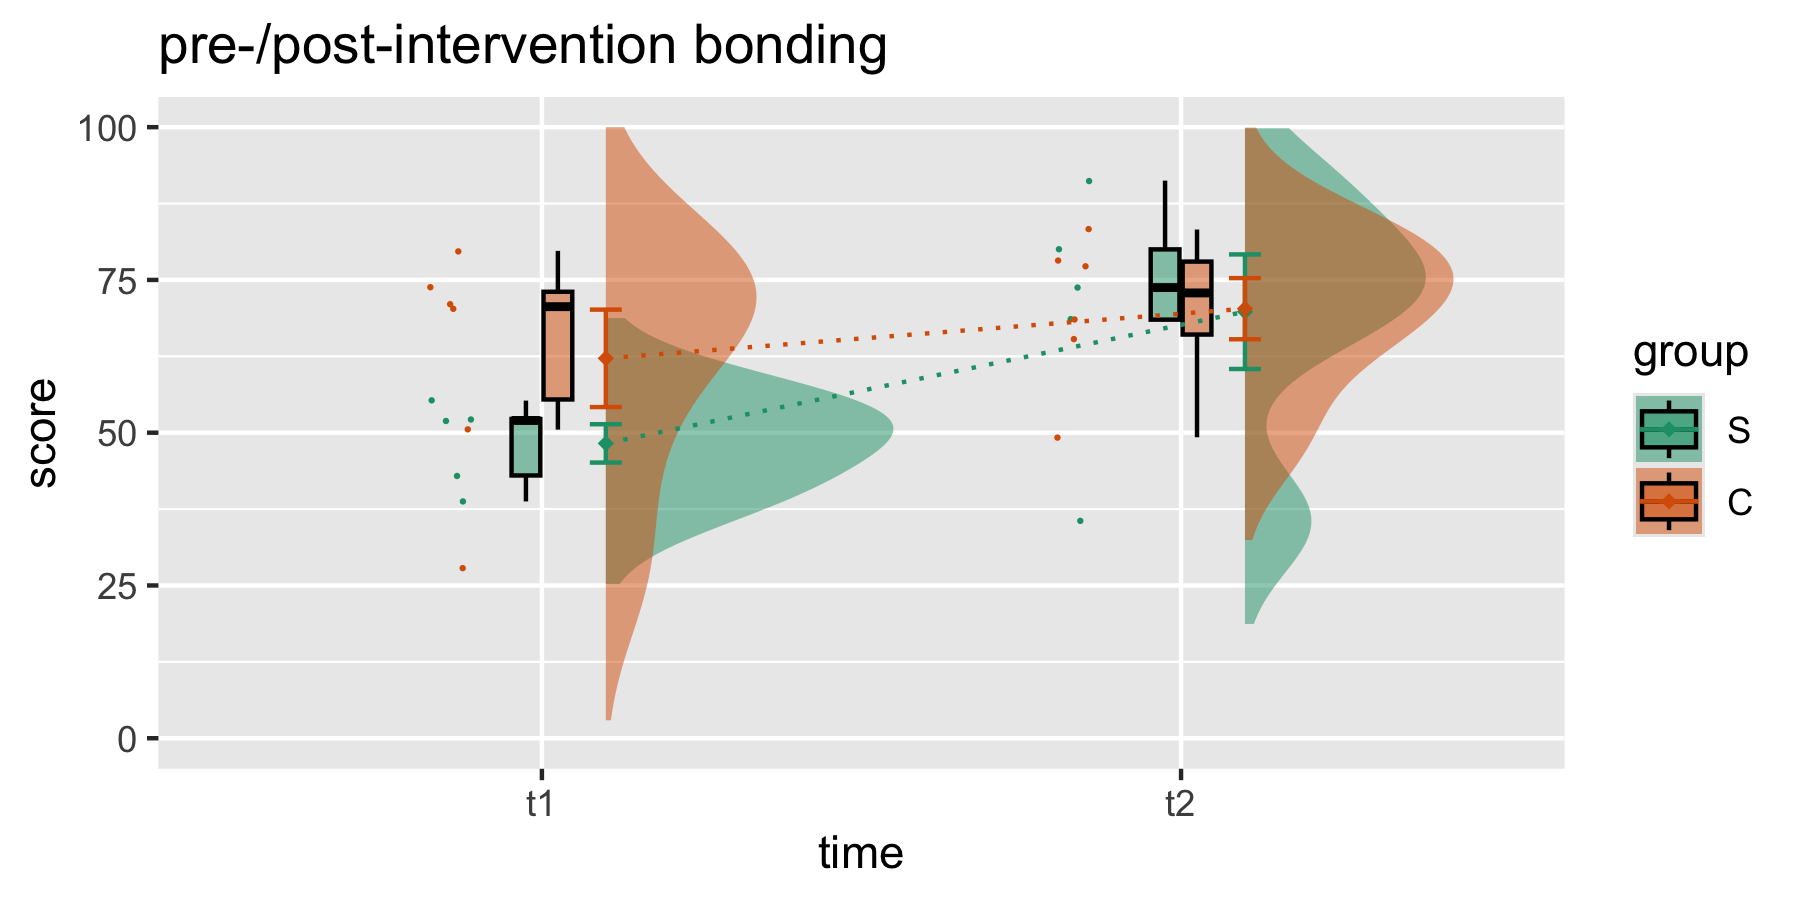 pre-/post-intervention bonding
100
75
50
25
0
score
t1
t2
time
group
S
C